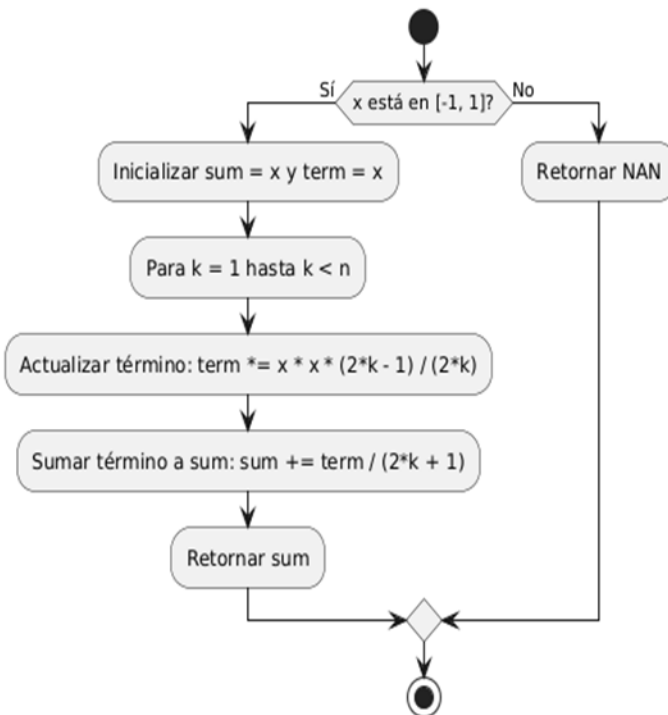 x está en [-1, 1]?
Sí
No
Inicializar sum = x y term = x
Retornar NAN
Para k = 1 hasta k < n
Actualizar término: term *= x * x * (2*k - 1) / (2*k)
Sumar término a sum: sum += term / (2*k + 1)
Retornar sum